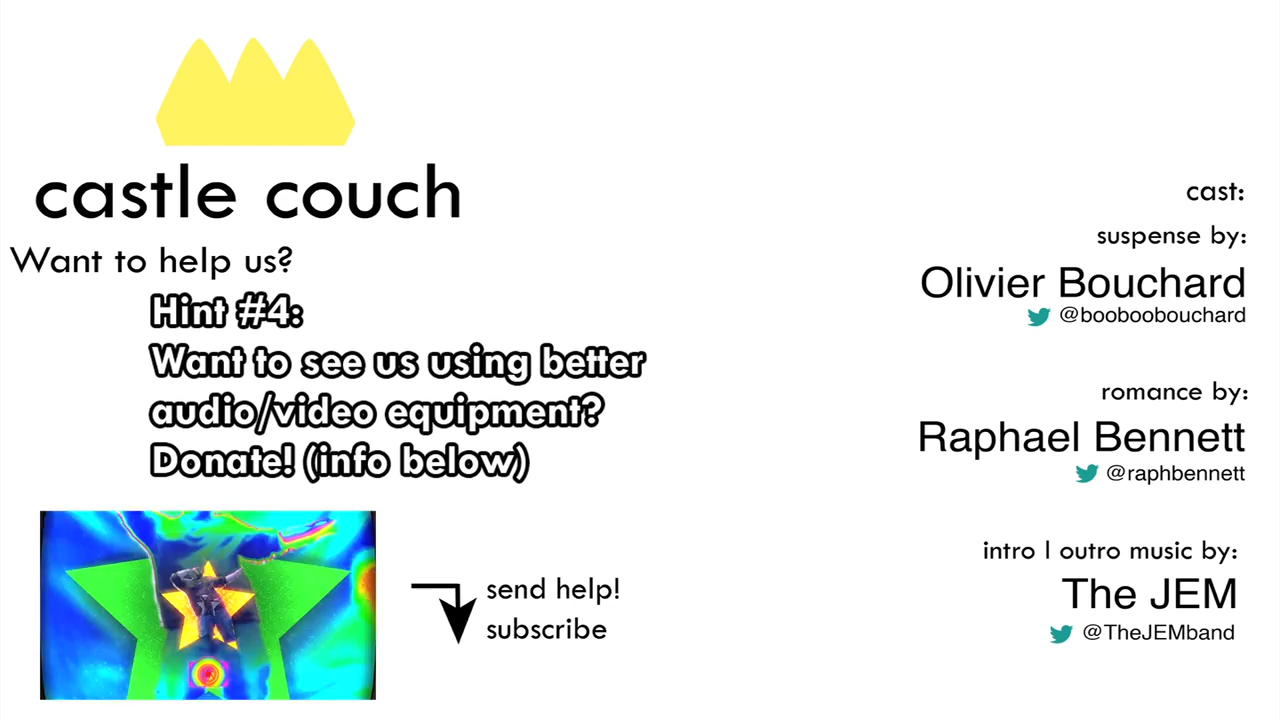 castle couch
Want to help us?
Hint #4:
Want to see us using better
audio/video equipment?
Donate! (info below)
send help!
subscribe
cast:
suspense by:
Olivier Bouchard
@booboobouchard
romance by:
Raphael Bennett
@raphbennett
intro | outro music by:
The JEM
@TheJEMband